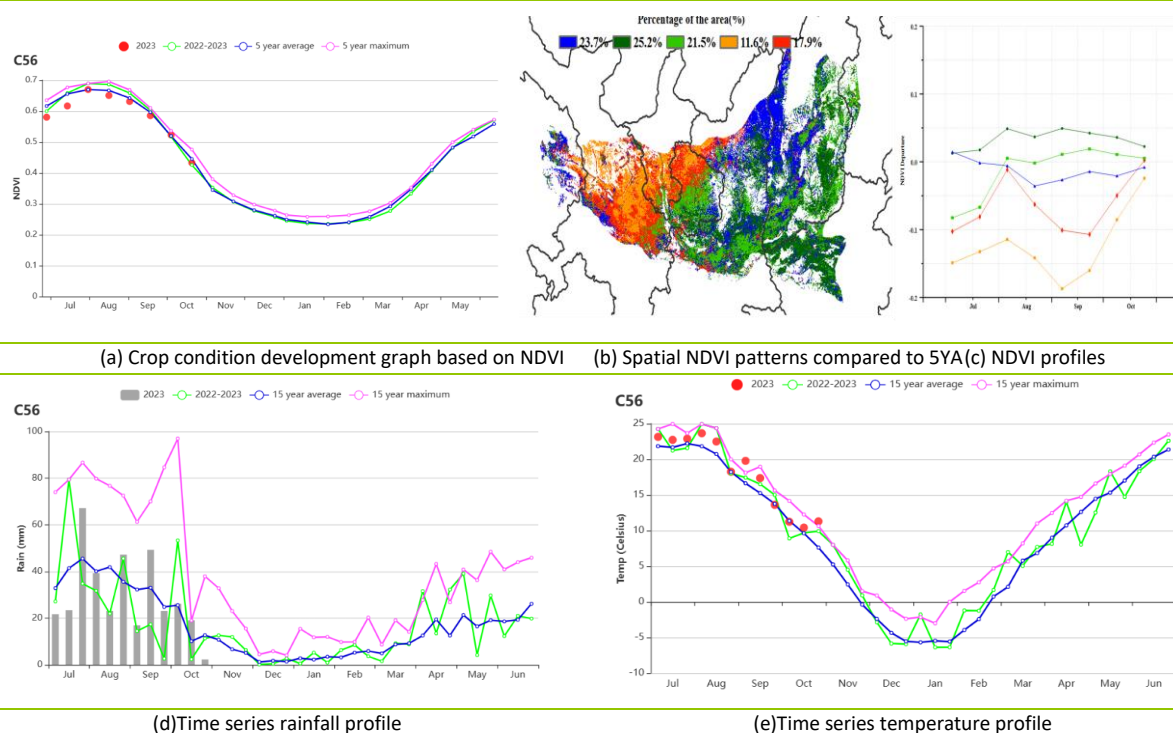 2023 2022-2023 5 year average 5 year maximum
C56
0.7
0.6
0.5
0.4
0.3
0.2
0.1
0
NDVI
Jul Aug Sep Oct Nov Dec Jan Feb Mar Apr May
Percentage of the area(%)
23.7% 25.2% 21.5% 11.6% 17.9%
NDVI Departure
0.0
-0.1
-0.2
Jul Aug Sep Oct
(a) Crop condition development graph based on NDVI (b) Spatial NDVI patterns compared to 5YA (c) NDVI profiles
2023 2022-2023 15 year average 15 year maximum
C56
100
80
60
40
20
0
Rain (mm)
Jul Aug Sep Oct Nov Dec Jan Feb Mar Apr May Jun
2023 2022-2023 15 year average 15 year maximum
C56
25
20
15
10
5
0
-5
-10
Temp (Celsius)
Jul Aug Sep Oct Nov Dec Jan Feb Mar Apr May Jun
(d)Time series rainfall profile (e)Time series temperature profile